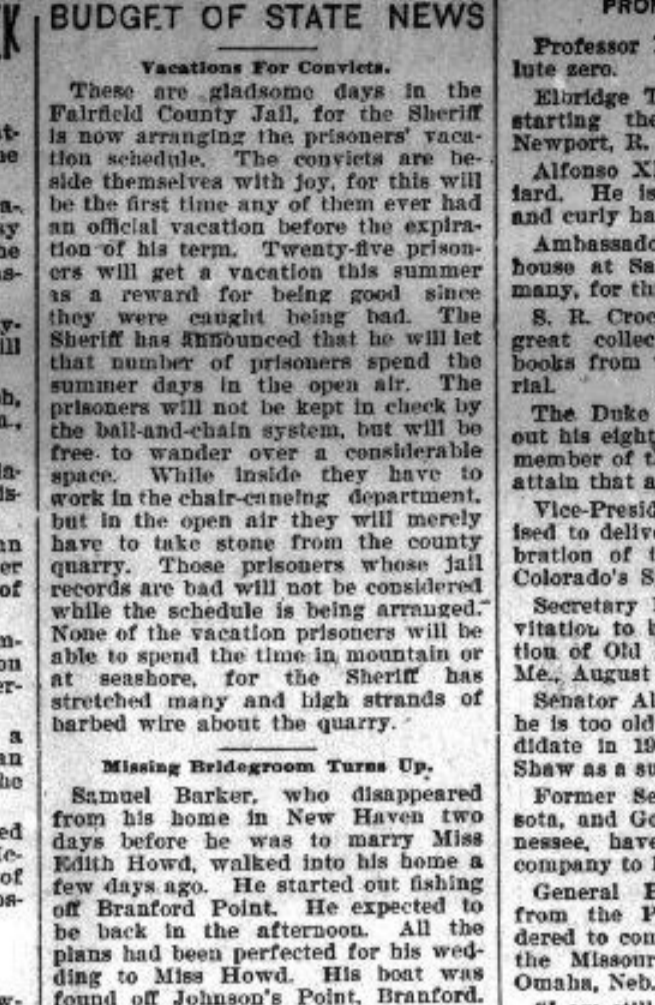 BUDGET OF STATE NEWS
Vacations For Convicts.
These are gladsome days in the
Fairfield County Jail, for the Sheriff
is now arranging the prisoners' vaca-
tion schedule. The convicts are be-
side themselves with joy, for this will
be the first time any of them ever had
an official vacation before the expira-
tion of his term. Twenty-five prison-
ers will get a vacation this summer
as a reward for being good since
they were caught being bad. The
Sheriff has announced that he will let
that number of prisoners spend the
summer days in the open air. The
prisoners will not be kept in check by
the ball-and-chain system, but will be
free to wander over a considerable
space. While inside they have to
work in the chair-caneing department,
but in the open air they will merely
have to take stone from the county
quarry. Those prisoners whose jail
records are bad will not be considered
while the schedule is being arranged.
None of the vacation prisoners will be
able to spend the time in mountain or
at seashore, for the Sheriff has
stretched many and high strands of
barbed wire about the quarry.
Missing Bridegroom Turns Up.
Samuel Barker, who disappeared
from his home in New Haven two
days before he was to marry Miss
Edith Howd, walked into his home a
few days ago. He started out fishing
off Branford Point. He expected to
be back in the afternoon. All the
plans had been perfected for his wed-
ding to Miss Howd. His boat was
found off Johnson's Point, Branford.
Professor
lute zero.
Elbridge T
starting the
Newport, R.
Alfonso XI
iard. He is
and curly ha
Ambassado
house at Sa
many, for th
S. R. Croc
great collec
books from
rial.
The Duke
out his eight
member of t
attain that a
Vice-Presid
ised to delive
bration of t
Colorado's S
Secretary
vitation to b
tion of Old
Me., August
Senator Al
he is too old
didate in 19
Shaw as a su
Former Se
sota, and Go
nessee, have
company to
General B
from the P
dered to com
the Missour
Omaha, Neb.